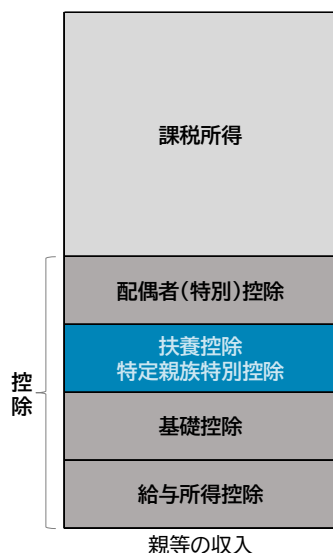 課税所得
配偶者(特別)控除
扶養控除
特定親族特別控除
控除
基礎控除
給与所得控除
親等の収入